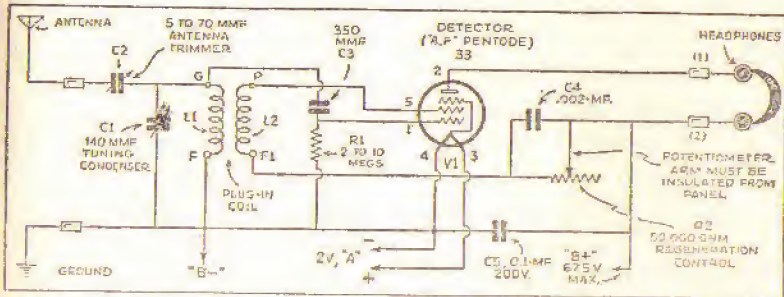 ANTENNA
5 TO 70 MMF
ANTENNA
TRIMMER
C2
C1
140 MMF
TUNING
CONDENSER
G
P
L1
L2
F
F1
PLUG-IN
COIL
350
MMF
C3
R1
2 TO 10
MEGS
DETECTOR
("A.F." PENTODE)
33
2
5
1
4
V1
3
C4
.002-MF.
HEADPHONES
(1)
(2)
POTENTIOMETER
ARM MUST BE
INSULATED FROM
PANEL
R2
50,000 OHM
REGENERATION
CONTROL
GROUND
"B-"
2V, "A"
-
+
C5, 0.1-MF.
200V.
"B+"
67.5V
MAX.